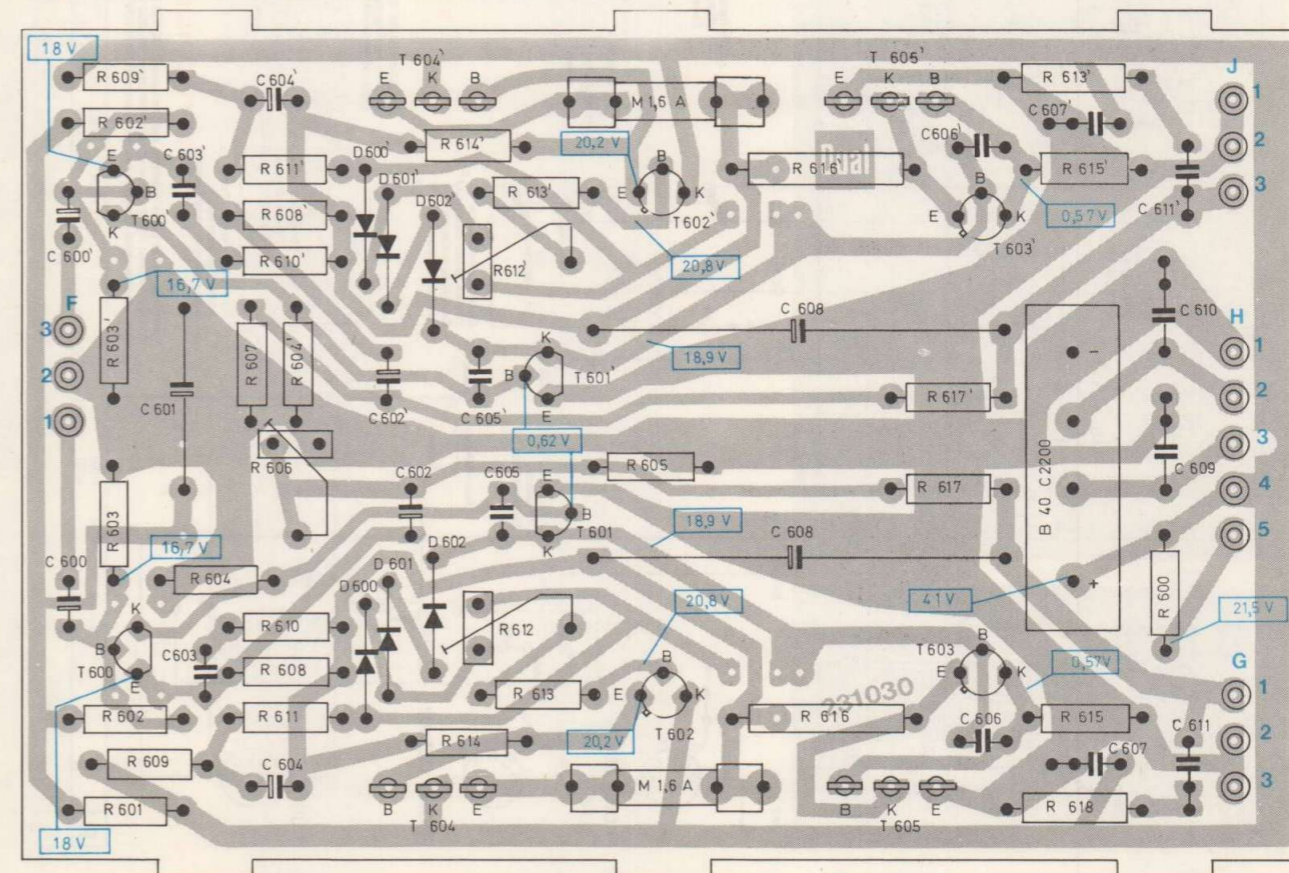 18 V
R 609'
C 604'
T 604'
E K B
M 1,6 A
T 605'
E K B
R 613'
J
1
R 602'
C 607'
2
E
B
K
T 600'
C 603'
R 611'
D 600'
R 614'
20,2 V
B
E
K
T 602'
R 616'
Dual
C 606'
R 615'
C 611'
3
C 600'
R 608'
D 601'
D 602'
R 613'
B
E
K
T 603'
0,57 V
R 610'
R 612'
20,8 V
16,7 V
F
3
2
1
R 603'
C 601
R 607
R 604'
C 602'
C 605'
K
B
E
T 601'
C 608
18,9 V
C 610
H
1
2
3
4
5
R 617'
0,62 V
R 606
C 602
C 605
E
B
K
T 601
R 605
R 617
B 40 C2200
-
+
C 609
R 603
16,7 V
C 600
R 604
D 600
D 601
D 602
18,9 V
C 608
20,8 V
41 V
R 600
21,5 V
K
B
E
T 600
R 610
C 603
R 608
R 612
B
E
K
T 602
T 603
B
E
K
0,57V
G
1
2
3
R 602
R 611
R 613
R 614
20,2 V
231030
R 616
C 606
R 615
C 607
C 611
R 609
C 604
M 1,6 A
R 601
B K E
T 604
B K E
T 605
R 618
18 V